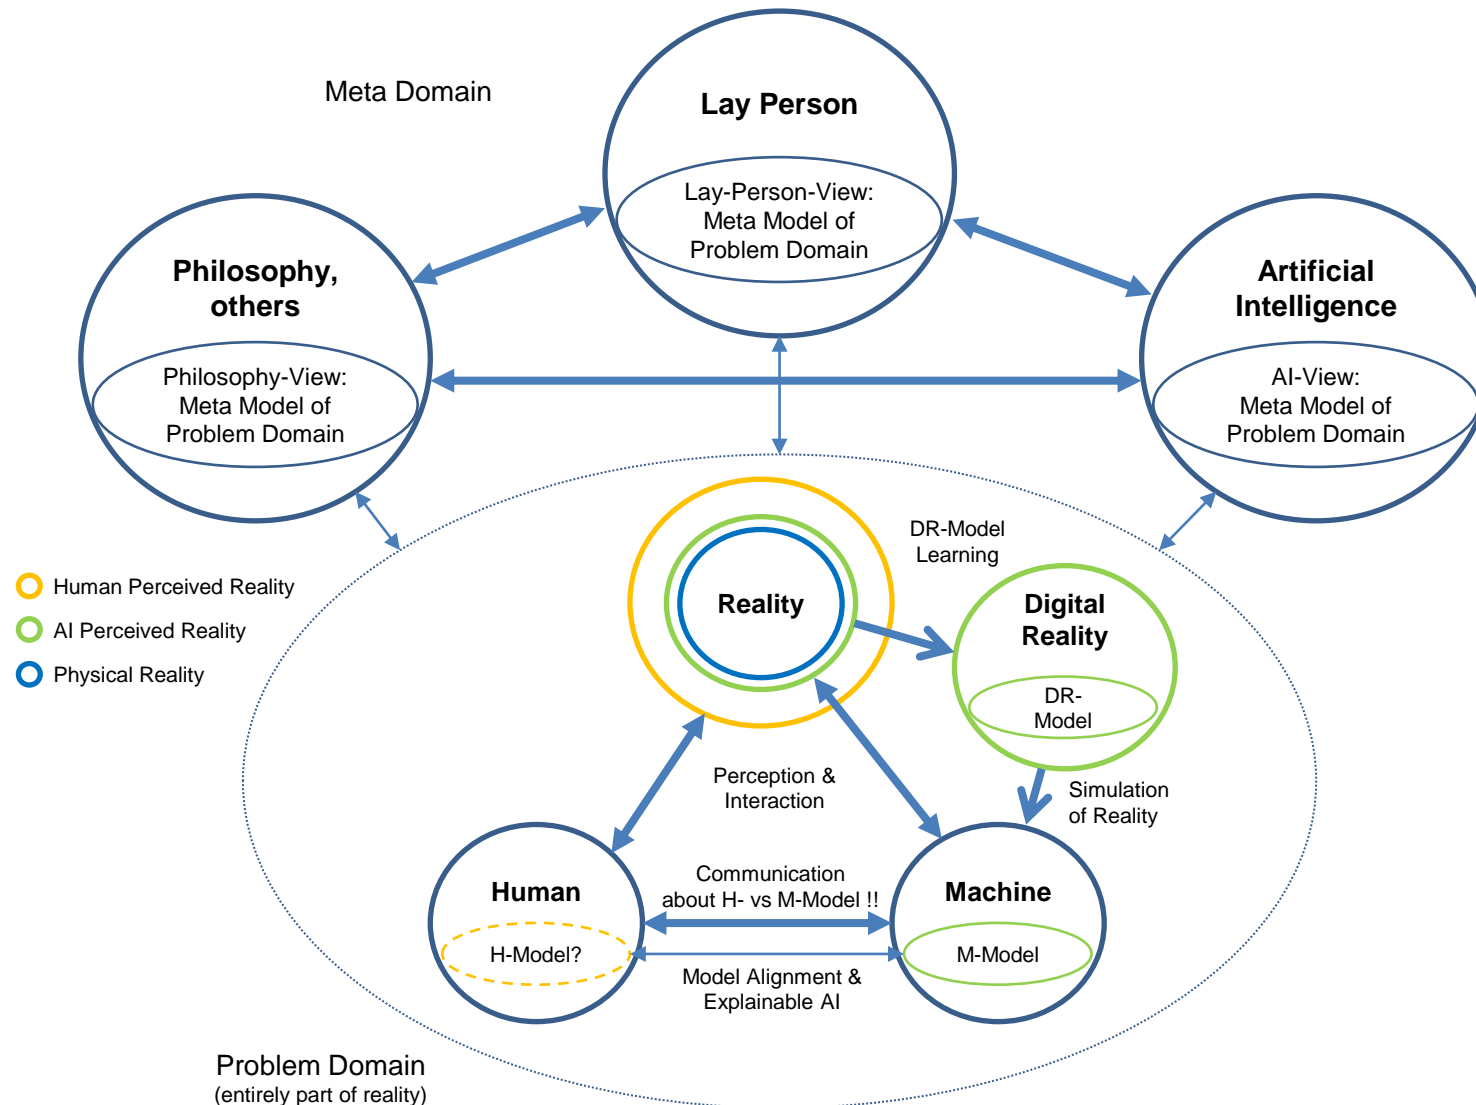 Meta Domain
Lay Person
Lay-Person-View:
Meta Model of
Problem Domain
Philosophy,
others
Philosophy-View:
Meta Model of
Problem Domain
Artificial
Intelligence
AI-View:
Meta Model of
Problem Domain
Human Perceived Reality
AI Perceived Reality
Physical Reality
Reality
DR-Model
Learning
Digital
Reality
DR-
Model
Perception &
Interaction
Simulation
of Reality
Human
H-Model?
Communication
about H- vs M-Model !!
Model Alignment &
Explainable AI
Machine
M-Model
Problem Domain
(entirely part of reality)